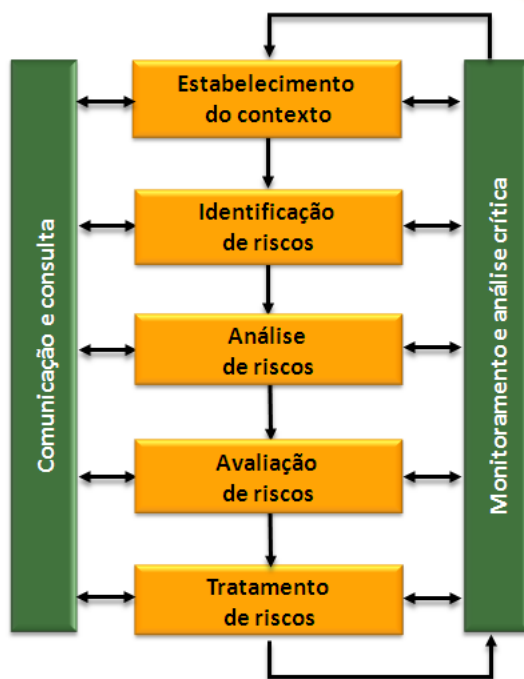 Comunicação e consulta
Estabelecimento
do contexto
Identificação
de riscos
Análise
de riscos
Avaliação
de riscos
Tratamento
de riscos
Monitoramento e análise crítica